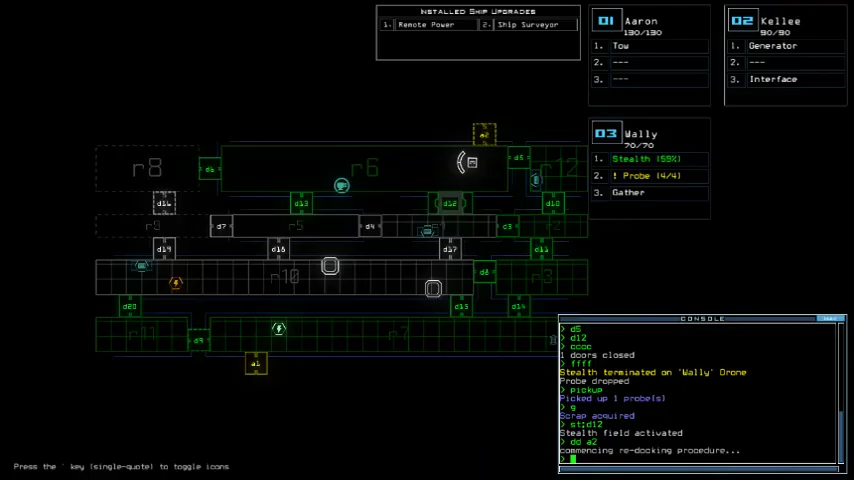 Installed Ship Upgrades
1. Remote Power
2. Ship Surveyor
01 Aaron
130/130
1. Tow
2. ---
3. ---
02 Kellee
90/90
1. Generator
2. ---
3. Interface
03 Wally
70/70
1. Stealth (59%)
2. ! Probe (4/4)
3. Gather
a2
r8
d6
r6
d5
r12
d13
d12
d10
d7
r5
d4
d3
d19
d18
d17
d11
r10
d8
r3
d20
d15
d14
r11
d9
r7
a1
CONSOLE
> d5
> d12
> cccc
1 doors closed
> ffff
Stealth terminated on 'Wally' Drone
Probe dropped
> pickup
Picked up 1 probe(s)
> g
Scrap acquired
> st;d12
Stealth field activated
> dd a2
commencing re-docking procedure...
>
Press the ` key (single-quote) to toggle icons